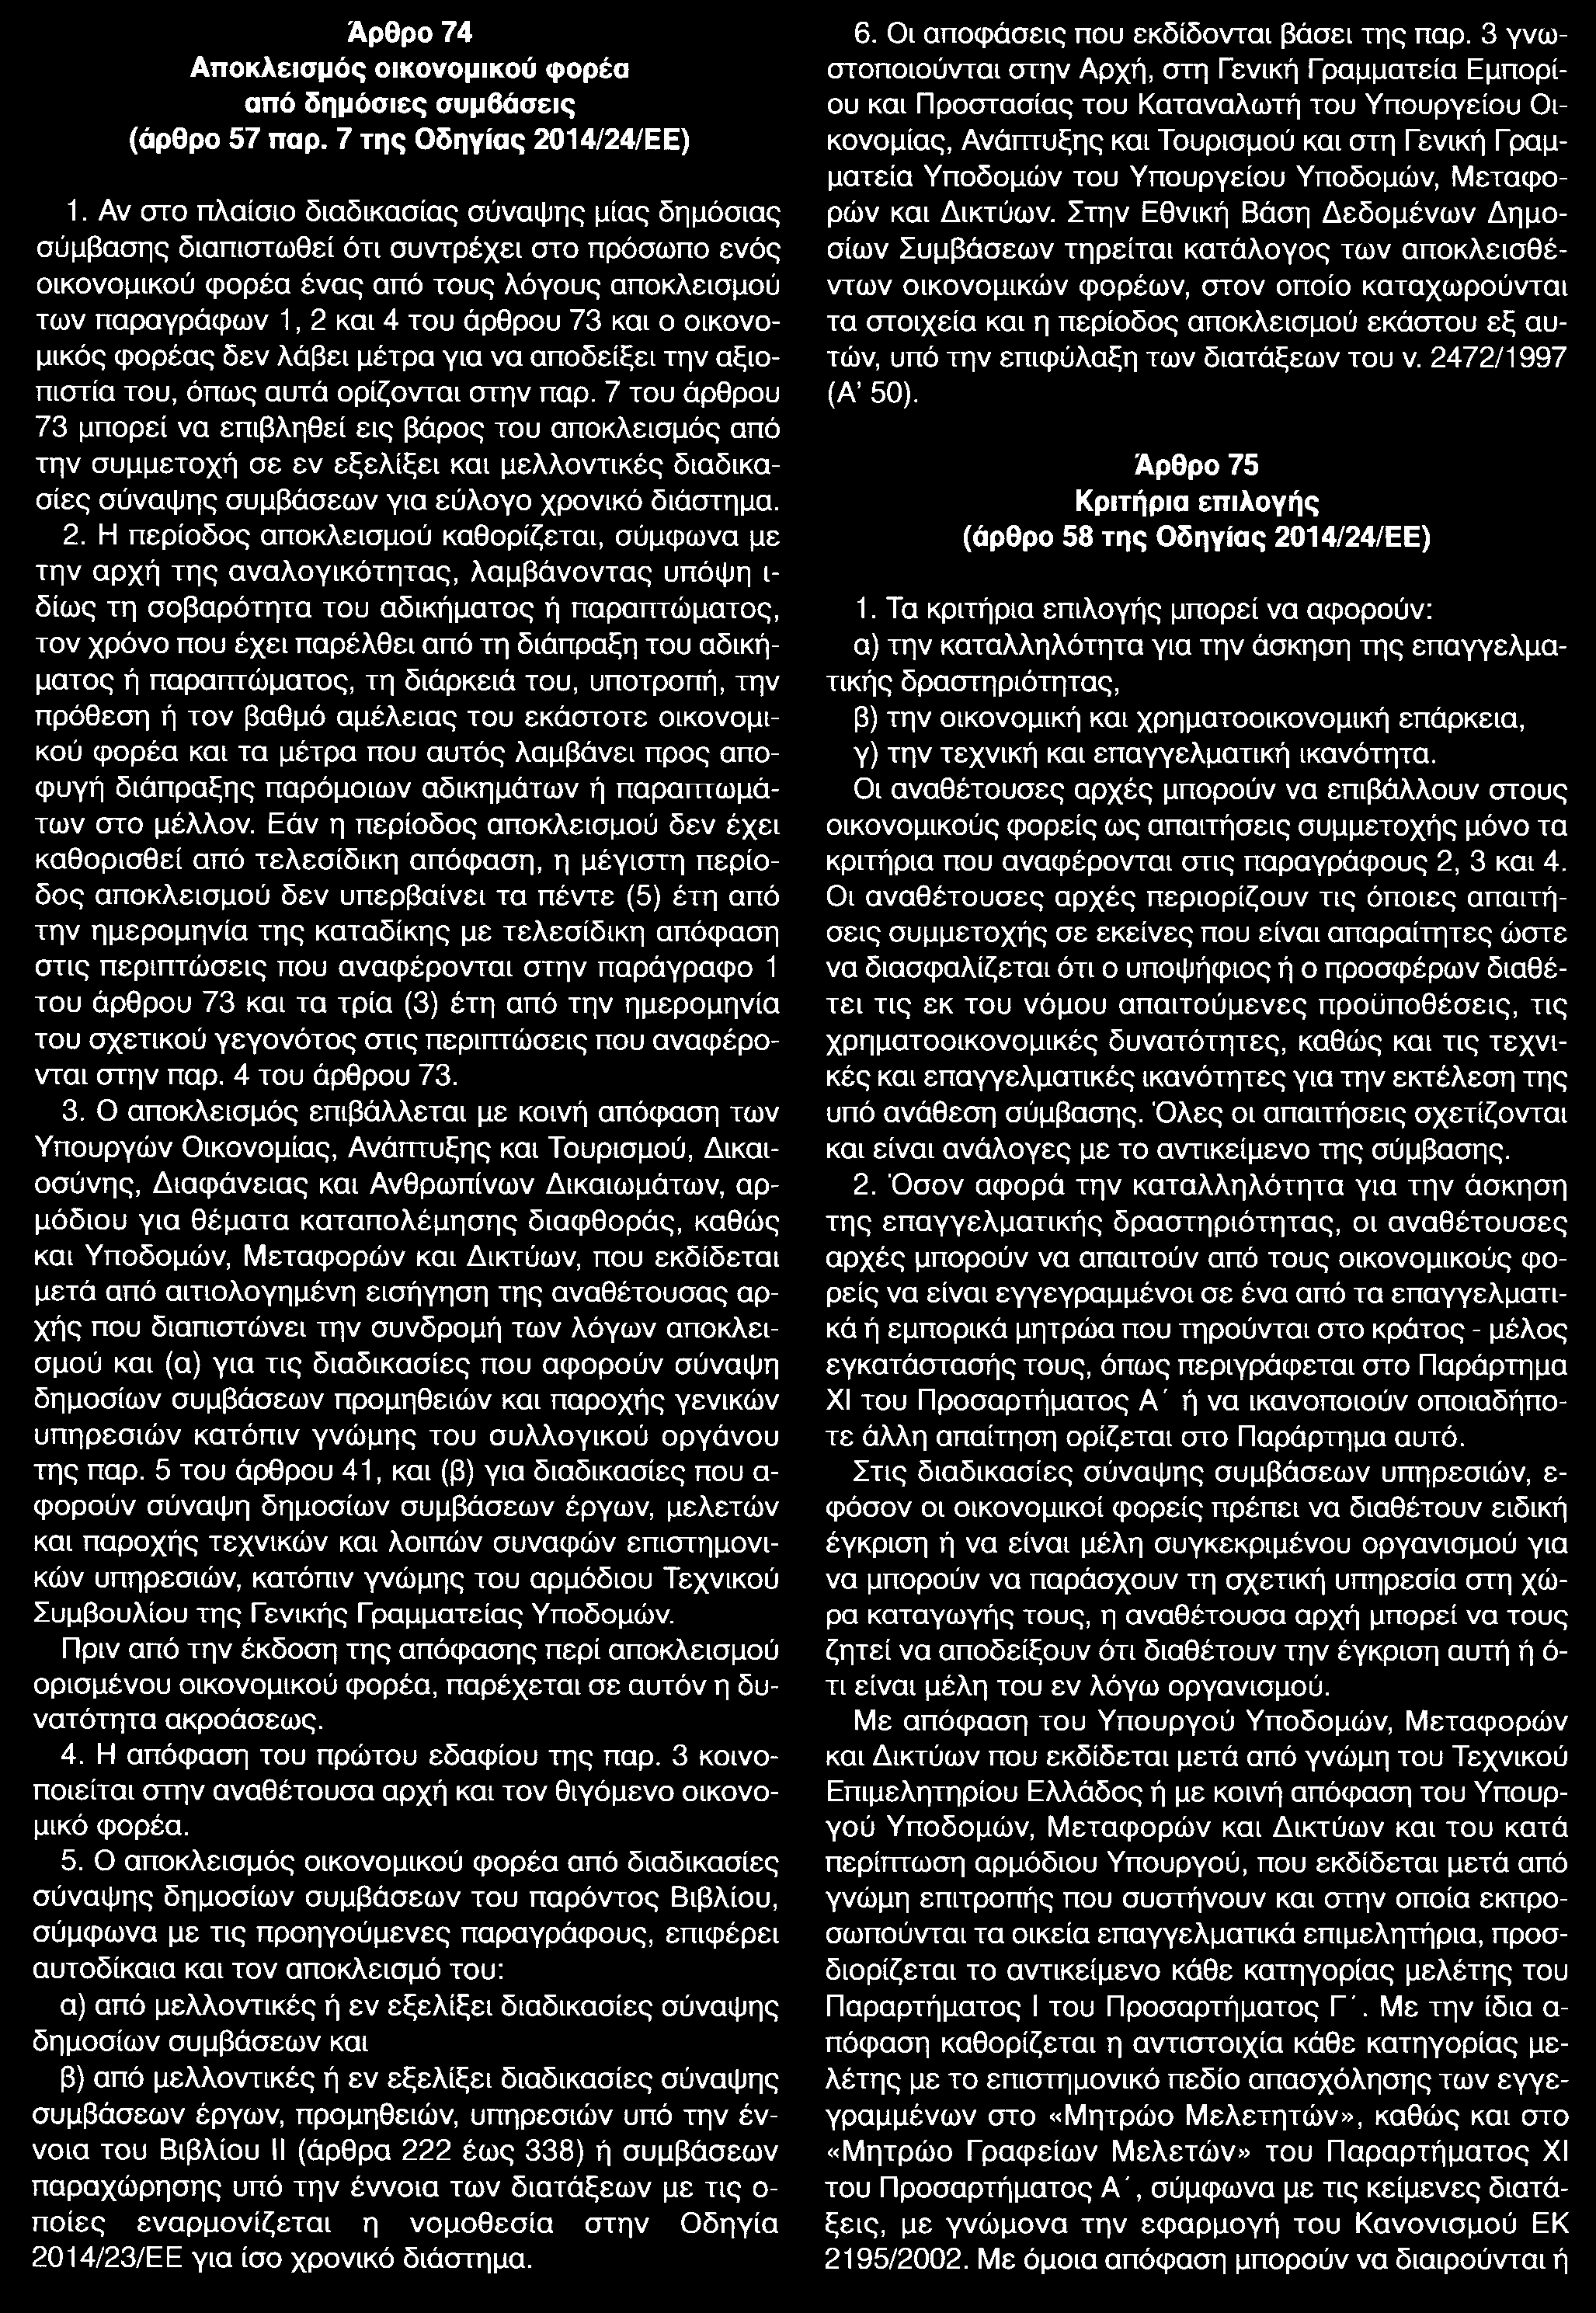 Άρθρο 74
Αποκλεισμός οικονομικού φορέα
από δημόσιες συμβάσεις
(άρθρο 57 παρ. 7 της Οδηγίας 2014/24/ΕΕ)
1. Αν στο πλαίσιο διαδικασίας σύναψης μίας δημόσιας
σύμβασης διαπιστωθεί ότι συντρέχει στο πρόσωπο ενός
οικονομικού φορέα ένας από τους λόγους αποκλεισμού
των παραγράφων 1, 2 και 4 του άρθρου 73 και ο οικονο-
μικός φορέας δεν λάβει μέτρα για να αποδείξει την αξιο-
πιστία του, όπως αυτά ορίζονται στην παρ. 7 του άρθρου
73 μπορεί να επιβληθεί εις βάρος του αποκλεισμός από
την συμμετοχή σε εν εξελίξει και μελλοντικές διαδικα-
σίες σύναψης συμβάσεων για εύλογο χρονικό διάστημα.
2. Η περίοδος αποκλεισμού καθορίζεται, σύμφωνα με
την αρχή της αναλογικότητας, λαμβάνοντας υπόψη ι-
δίως τη σοβαρότητα του αδικήματος ή παραπτώματος,
τον χρόνο που έχει παρέλθει από τη διάπραξη του αδική-
ματος ή παραπτώματος, τη διάρκειά του, υποτροπή, την
πρόθεση ή τον βαθμό αμέλειας του εκάστοτε οικονομι-
κού φορέα και τα μέτρα που αυτός λαμβάνει προς απο-
φυγή διάπραξης παρόμοιων αδικημάτων ή παραπτωμά-
των στο μέλλον. Εάν η περίοδος αποκλεισμού δεν έχει
καθορισθεί από τελεσίδικη απόφαση, η μέγιστη περίο-
δος αποκλεισμού δεν υπερβαίνει τα πέντε (5) έτη από
την ημερομηνία της καταδίκης με τελεσίδικη απόφαση
στις περιπτώσεις που αναφέρονται στην παράγραφο 1
του άρθρου 73 και τα τρία (3) έτη από την ημερομηνία
του σχετικού γεγονότος στις περιπτώσεις που αναφέρο-
νται στην παρ. 4 του άρθρου 73.
3. Ο αποκλεισμός επιβάλλεται με κοινή απόφαση των
Υπουργών Οικονομίας, Ανάπτυξης και Τουρισμού, Δικαι-
οσύνης, Διαφάνειας και Ανθρωπίνων Δικαιωμάτων, αρ-
μόδιου για θέματα καταπολέμησης διαφθοράς, καθώς
και Υποδομών, Μεταφορών και Δικτύων, που εκδίδεται
μετά από αιτιολογημένη εισήγηση της αναθέτουσας αρ-
χής που διαπιστώνει την συνδρομή των λόγων αποκλει-
σμού και (α) για τις διαδικασίες που αφορούν σύναψη
δημοσίων συμβάσεων προμηθειών και παροχής γενικών
υπηρεσιών κατόπιν γνώμης του συλλογικού οργάνου
της παρ. 5 του άρθρου 41, και (β) για διαδικασίες που α-
φορούν σύναψη δημοσίων συμβάσεων έργων, μελετών
και παροχής τεχνικών και λοιπών συναφών επιστημονι-
κών υπηρεσιών, κατόπιν γνώμης του αρμόδιου Τεχνικού
Συμβουλίου της Γενικής Γραμματείας Υποδομών.
Πριν από την έκδοση της απόφασης περί αποκλεισμού
ορισμένου οικονομικού φορέα, παρέχεται σε αυτόν η δυ-
νατότητα ακροάσεως.
4. Η απόφαση του πρώτου εδαφίου της παρ. 3 κοινο-
ποιείται στην αναθέτουσα αρχή και τον θιγόμενο οικονο-
μικό φορέα.
5. Ο αποκλεισμός οικονομικού φορέα από διαδικασίες
σύναψης δημοσίων συμβάσεων του παρόντος Βιβλίου,
σύμφωνα με τις προηγούμενες παραγράφους, επιφέρει
αυτοδίκαια και τον αποκλεισμό του:
α) από μελλοντικές ή εν εξελίξει διαδικασίες σύναψης
δημοσίων συμβάσεων και
β) από μελλοντικές ή εν εξελίξει διαδικασίες σύναψης
συμβάσεων έργων, προμηθειών, υπηρεσιών υπό την έν-
νοια του Βιβλίου ΙΙ (άρθρα 222 έως 338) ή συμβάσεων
παραχώρησης υπό την έννοια των διατάξεων με τις ο-
ποίες εναρμονίζεται η νομοθεσία στην Οδηγία
2014/23/ΕΕ για ίσο χρονικό διάστημα.
6. Οι αποφάσεις που εκδίδονται βάσει της παρ. 3 γνω-
στοποιούνται στην Αρχή, στη Γενική Γραμματεία Εμπορί-
ου και Προστασίας του Καταναλωτή του Υπουργείου Οι-
κονομίας, Ανάπτυξης και Τουρισμού και στη Γενική Γραμ-
ματεία Υποδομών του Υπουργείου Υποδομών, Μεταφο-
ρών και Δικτύων. Στην Εθνική Βάση Δεδομένων Δημο-
σίων Συμβάσεων τηρείται κατάλογος των αποκλεισθέ-
ντων οικονομικών φορέων, στον οποίο καταχωρούνται
τα στοιχεία και η περίοδος αποκλεισμού εκάστου εξ αυ-
τών, υπό την επιφύλαξη των διατάξεων του ν. 2472/1997
(Α’ 50).
Άρθρο 75
Κριτήρια επιλογής
(άρθρο 58 της Οδηγίας 2014/24/ΕΕ)
1. Τα κριτήρια επιλογής μπορεί να αφορούν:
α) την καταλληλότητα για την άσκηση της επαγγελμα-
τικής δραστηριότητας,
β) την οικονομική και χρηματοοικονομική επάρκεια,
γ) την τεχνική και επαγγελματική ικανότητα.
Οι αναθέτουσες αρχές μπορούν να επιβάλλουν στους
οικονομικούς φορείς ως απαιτήσεις συμμετοχής μόνο τα
κριτήρια που αναφέρονται στις παραγράφους 2, 3 και 4.
Οι αναθέτουσες αρχές περιορίζουν τις όποιες απαιτή-
σεις συμμετοχής σε εκείνες που είναι απαραίτητες ώστε
να διασφαλίζεται ότι ο υποψήφιος ή ο προσφέρων διαθέ-
τει τις εκ του νόμου απαιτούμενες προϋποθέσεις, τις
χρηματοοικονομικές δυνατότητες, καθώς και τις τεχνι-
κές και επαγγελματικές ικανότητες για την εκτέλεση της
υπό ανάθεση σύμβασης. Όλες οι απαιτήσεις σχετίζονται
και είναι ανάλογες με το αντικείμενο της σύμβασης.
2. Όσον αφορά την καταλληλότητα για την άσκηση
της επαγγελματικής δραστηριότητας, οι αναθέτουσες
αρχές μπορούν να απαιτούν από τους οικονομικούς φο-
ρείς να είναι εγγεγραμμένοι σε ένα από τα επαγγελματι-
κά ή εμπορικά μητρώα που τηρούνται στο κράτος - μέλος
εγκατάστασής τους, όπως περιγράφεται στο Παράρτημα
XI του Προσαρτήματος Α΄ ή να ικανοποιούν οποιαδήπο-
τε άλλη απαίτηση ορίζεται στο Παράρτημα αυτό.
Στις διαδικασίες σύναψης συμβάσεων υπηρεσιών, ε-
φόσον οι οικονομικοί φορείς πρέπει να διαθέτουν ειδική
έγκριση ή να είναι μέλη συγκεκριμένου οργανισμού για
να μπορούν να παράσχουν τη σχετική υπηρεσία στη χώ-
ρα καταγωγής τους, η αναθέτουσα αρχή μπορεί να τους
ζητεί να αποδείξουν ότι διαθέτουν την έγκριση αυτή ή ό-
τι είναι μέλη του εν λόγω οργανισμού.
Με απόφαση του Υπουργού Υποδομών, Μεταφορών
και Δικτύων που εκδίδεται μετά από γνώμη του Τεχνικού
Επιμελητηρίου Ελλάδος ή με κοινή απόφαση του Υπουρ-
γού Υποδομών, Μεταφορών και Δικτύων και του κατά
περίπτωση αρμόδιου Υπουργού, που εκδίδεται μετά από
γνώμη επιτροπής που συστήνουν και στην οποία εκπρο-
σωπούνται τα οικεία επαγγελματικά επιμελητήρια, προσ-
διορίζεται το αντικείμενο κάθε κατηγορίας μελέτης του
Παραρτήματος Ι του Προσαρτήματος Γ΄. Με την ίδια α-
πόφαση καθορίζεται η αντιστοιχία κάθε κατηγορίας με-
λέτης με το επιστημονικό πεδίο απασχόλησης των εγγε-
γραμμένων στο «Μητρώο Μελετητών», καθώς και στο
«Μητρώο Γραφείων Μελετών» του Παραρτήματος XI
του Προσαρτήματος Α΄, σύμφωνα με τις κείμενες διατά-
ξεις, με γνώμονα την εφαρμογή του Κανονισμού ΕΚ
2195/2002. Με όμοια απόφαση μπορούν να διαιρούνται ή